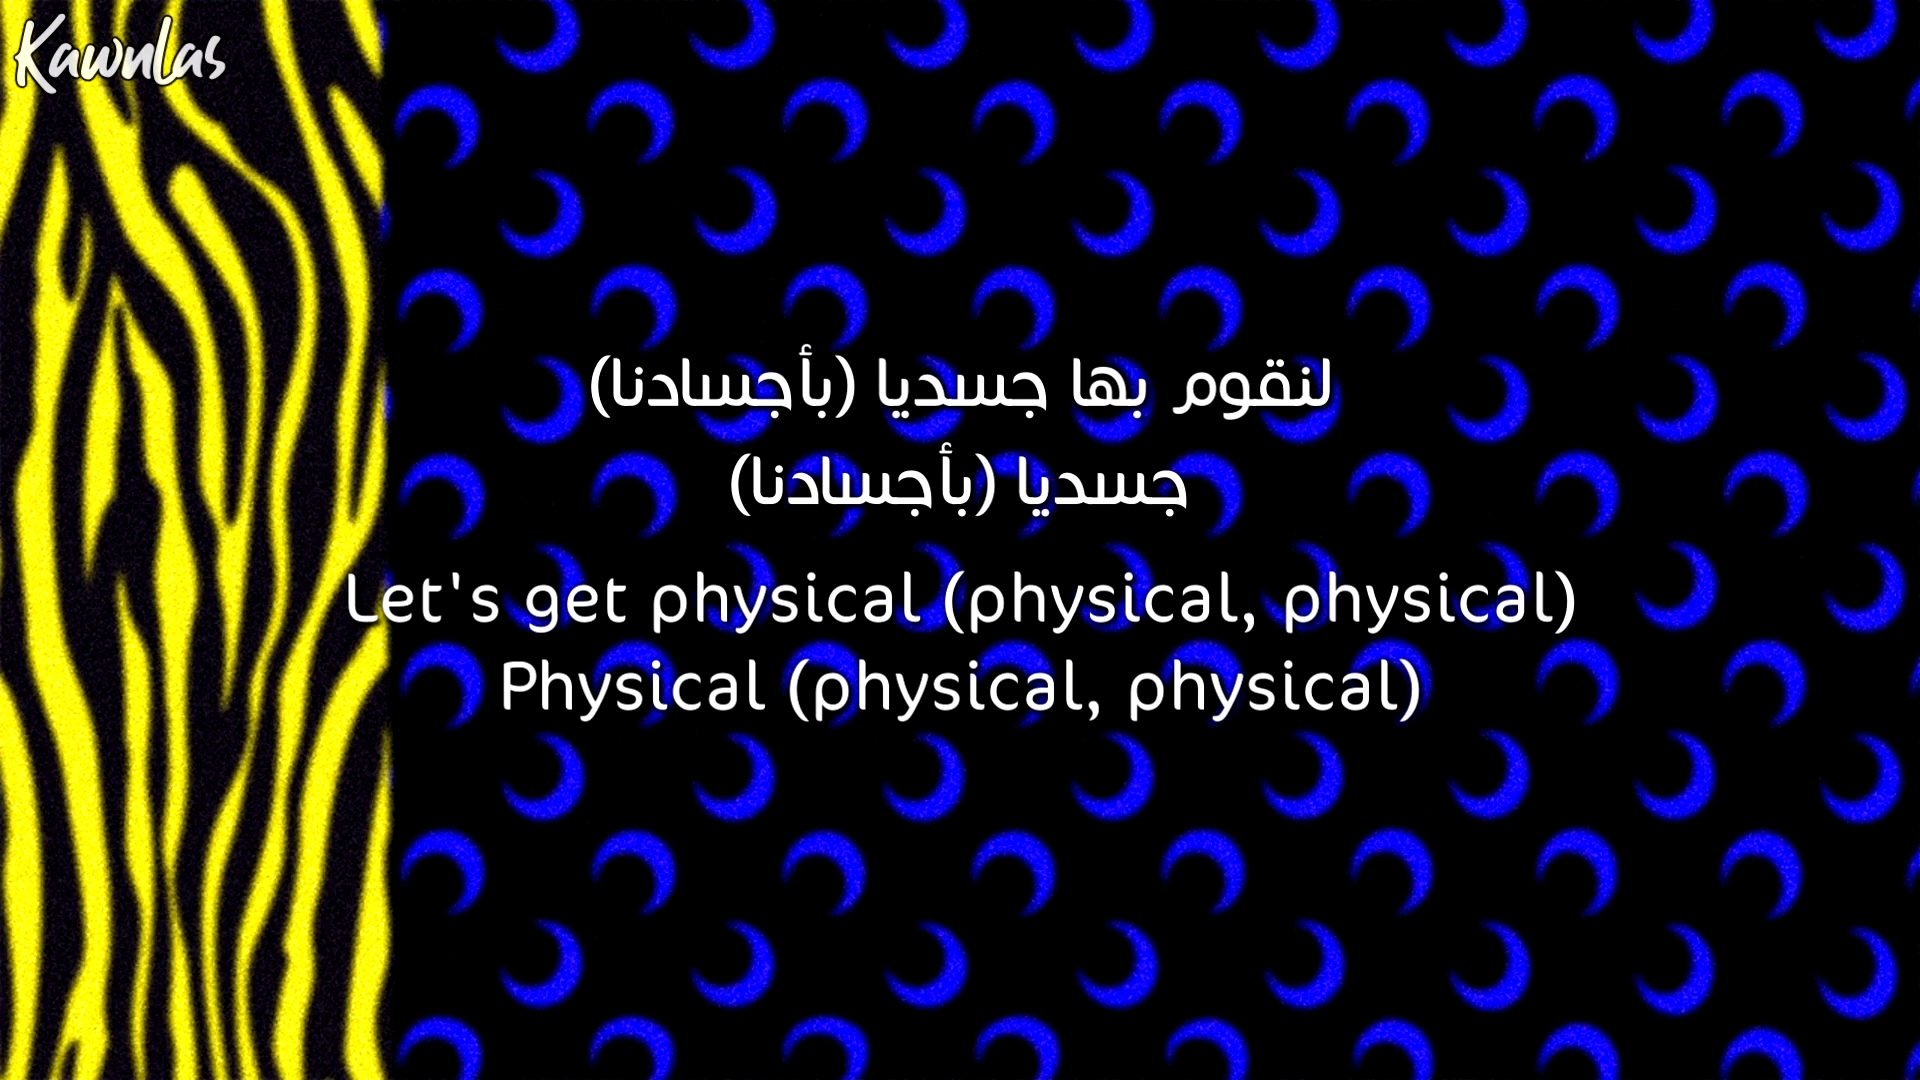 Kawnlas
لنقوم بها جسديا (بأجسادنا)
جسديا (بأجسادنا)
Let's get physical (physical, physical)
Physical (physical, physical)